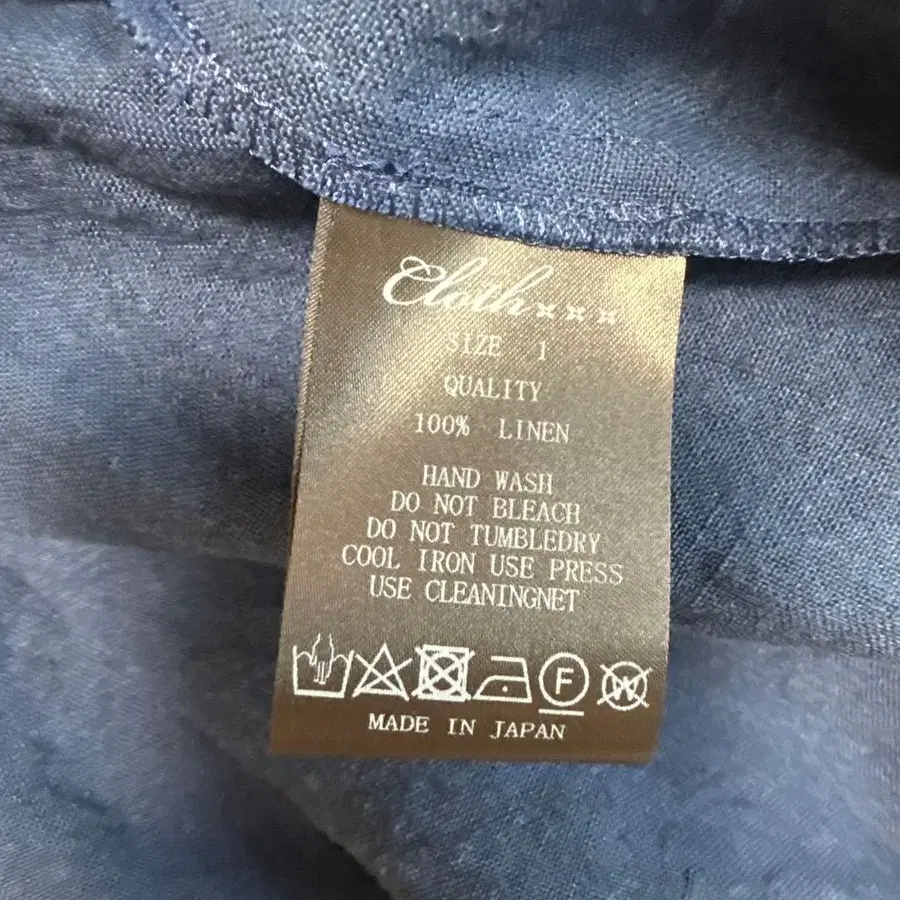 Cloth×××
SIZE 1
QUALITY
100% LINEN
HAND WASH
DO NOT BLEACH
DO NOT TUMBLEDRY
COOL IRON USE PRESS
USE CLEANINGNET
F W
MADE IN JAPAN